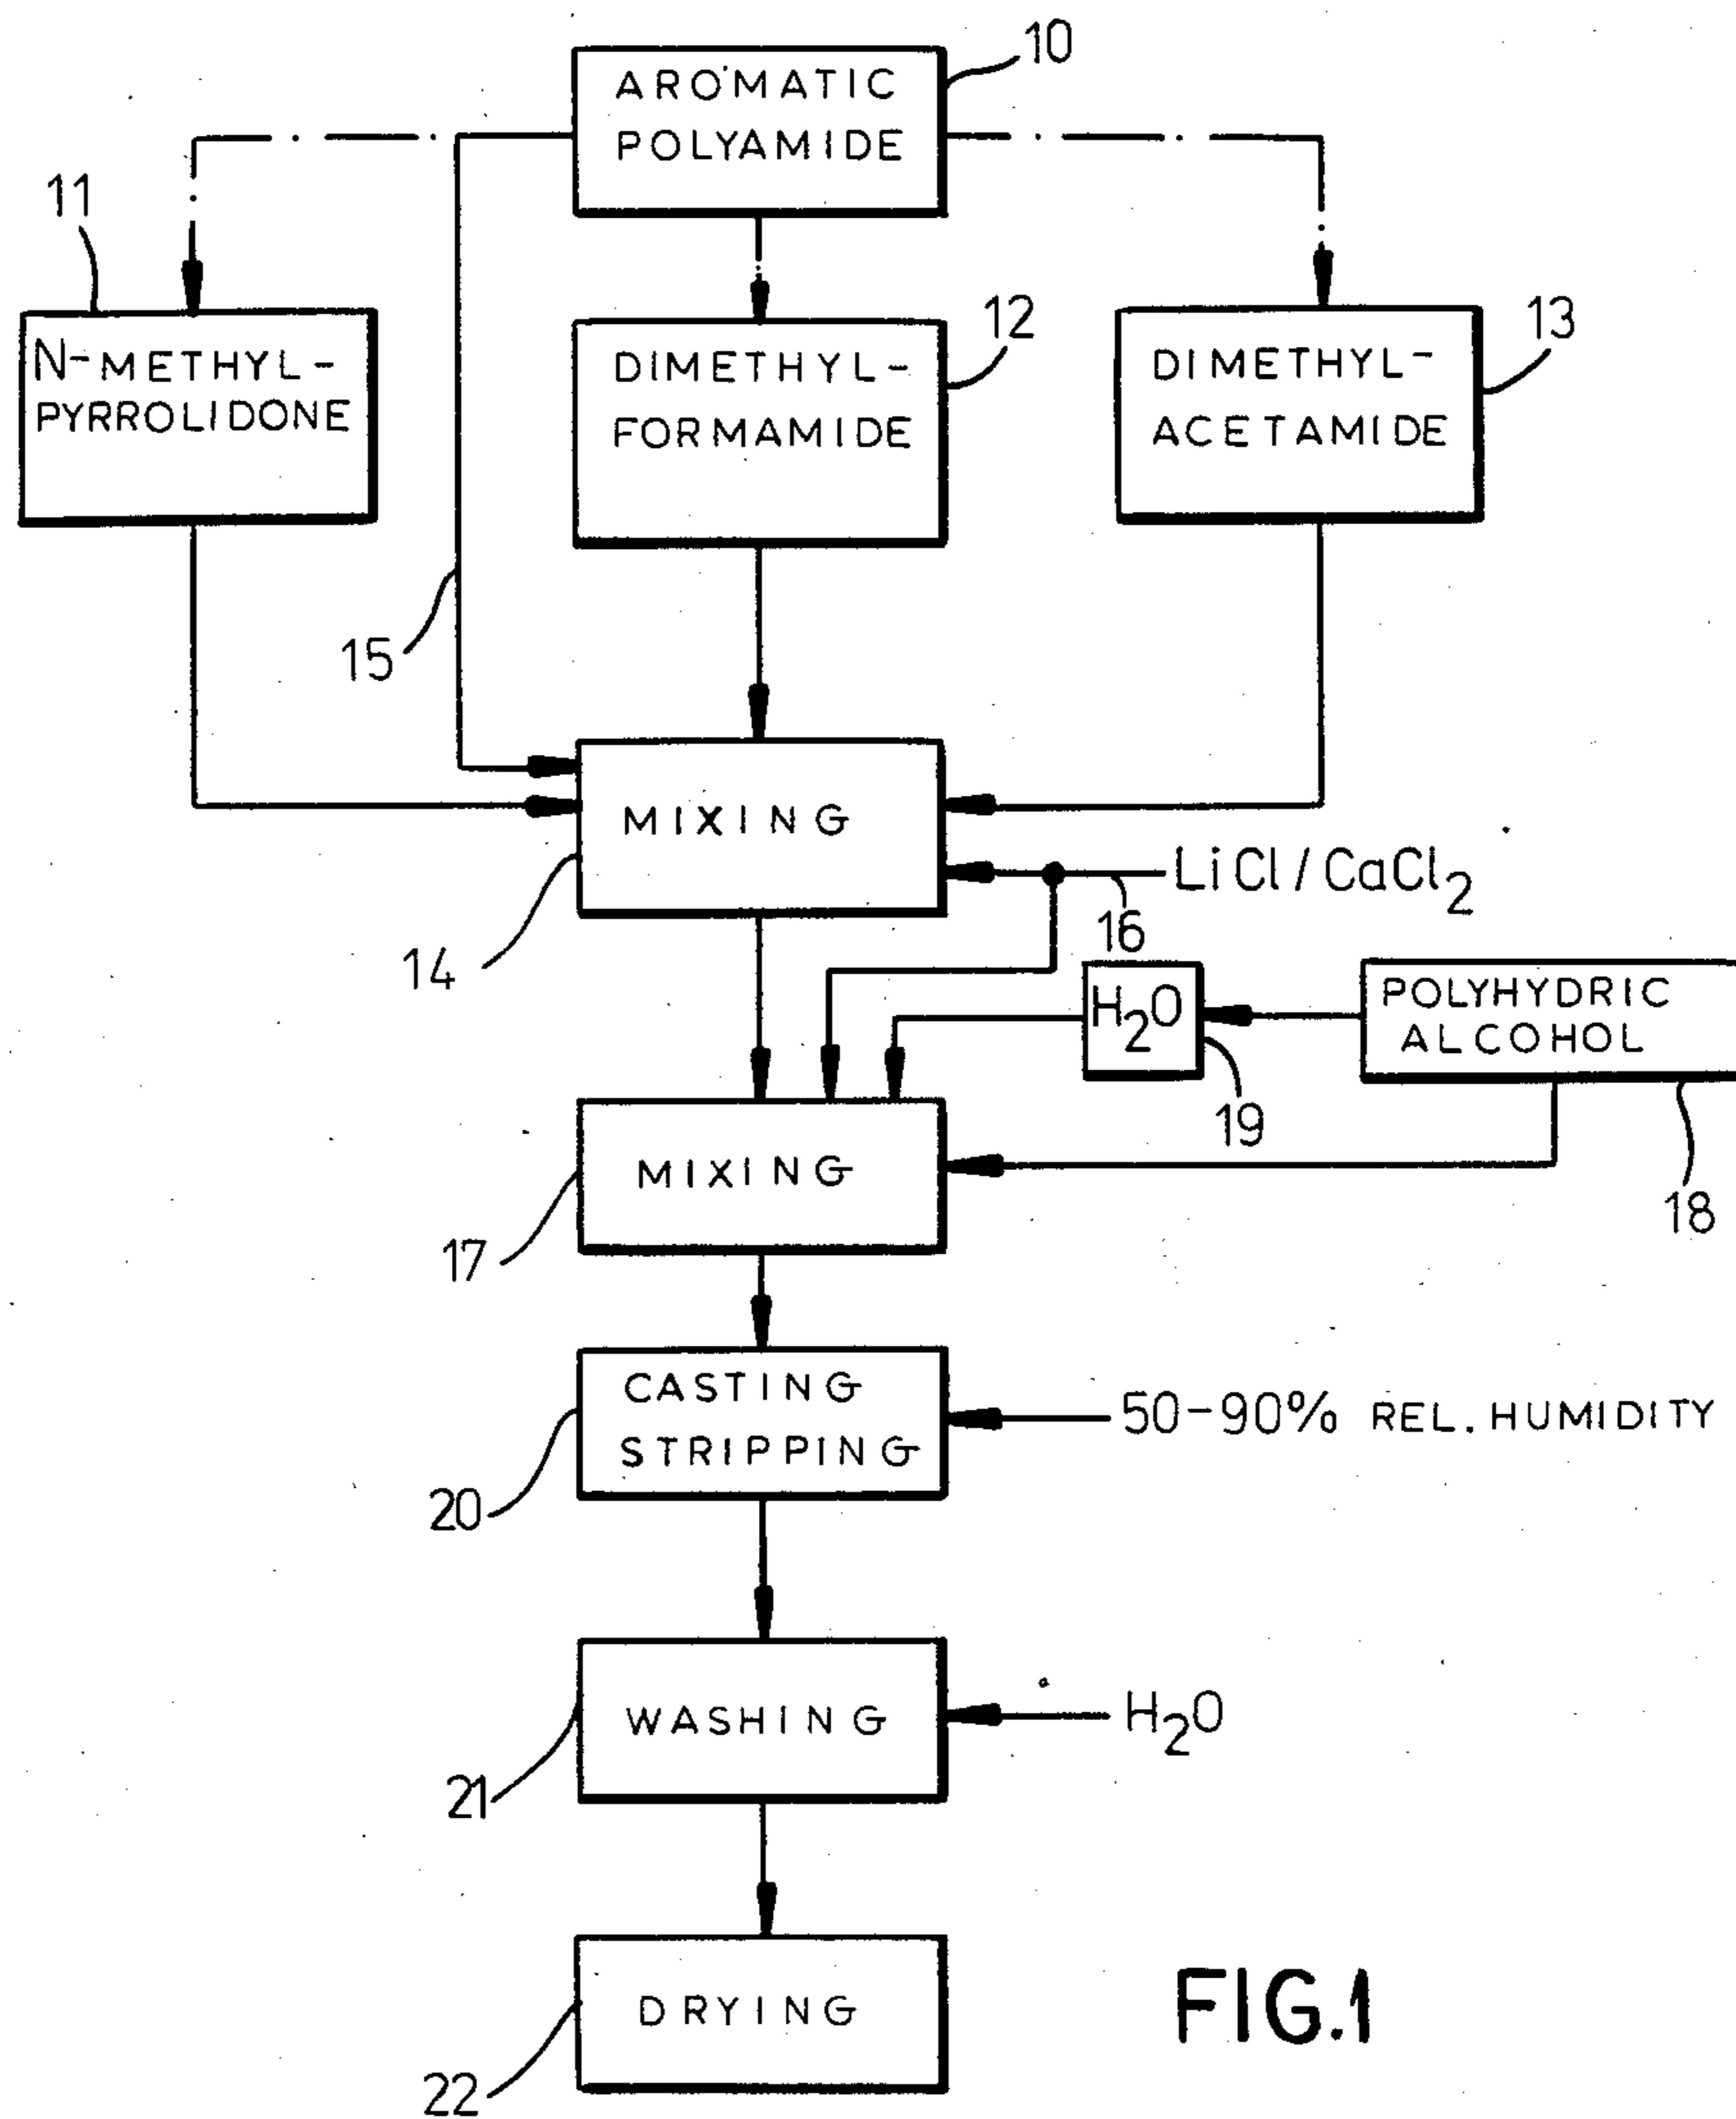 10
AROMATIC
POLYAMIDE
11
N-METHYL-
PYRROLIDONE
12
DIMETHYL-
FORMAMIDE
13
DIMETHYL-
ACETAMIDE
15
MIXING
14
LiCl/CaCl₂
16
H₂O
19
POLYHYDRIC
ALCOHOL
18
MIXING
17
CASTING
STRIPPING
20
50-90% REL. HUMIDITY
WASHING
21
H₂O
DRYING
22
FIG.1